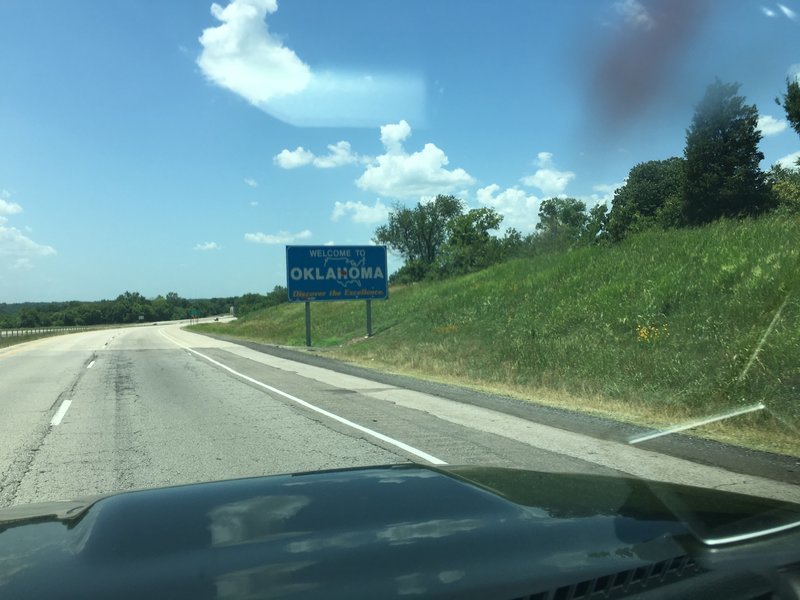 WELCOME TO
OKLAHOMA
Discover the Excellence